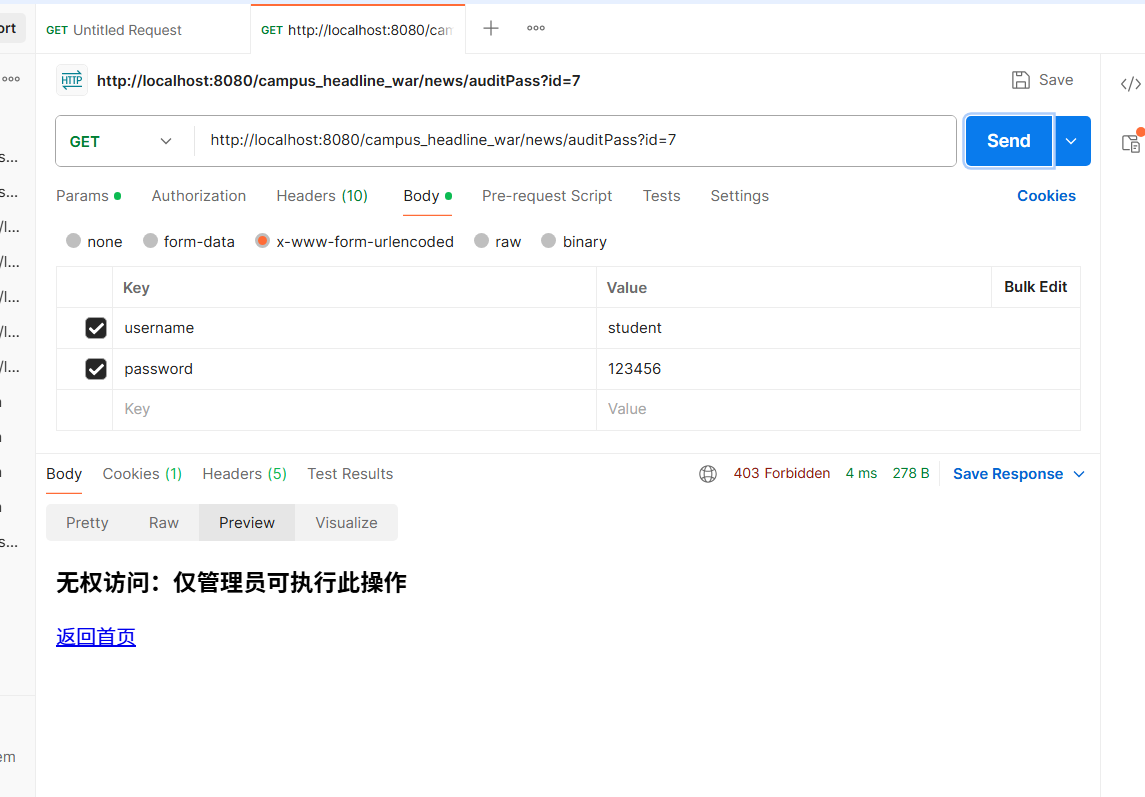 ort
GET Untitled Request
GET http://localhost:8080/cam
HTTP http://localhost:8080/campus_headline_war/news/auditPass?id=7
Save
</>
GET
http://localhost:8080/campus_headline_war/news/auditPass?id=7
Send
Params
Authorization
Headers (10)
Body
Pre-request Script
Tests
Settings
Cookies
none
form-data
x-www-form-urlencoded
raw
binary
Key
Value
Bulk Edit
username
student
password
123456
Key
Value
s...
s...
/l...
/l...
/l...
/l...
/l...
s...
em
Body
Cookies (1)
Headers (5)
Test Results
403 Forbidden
4 ms
278 B
Save Response
Pretty
Raw
Preview
Visualize
无权访问：仅管理员可执行此操作
返回首页